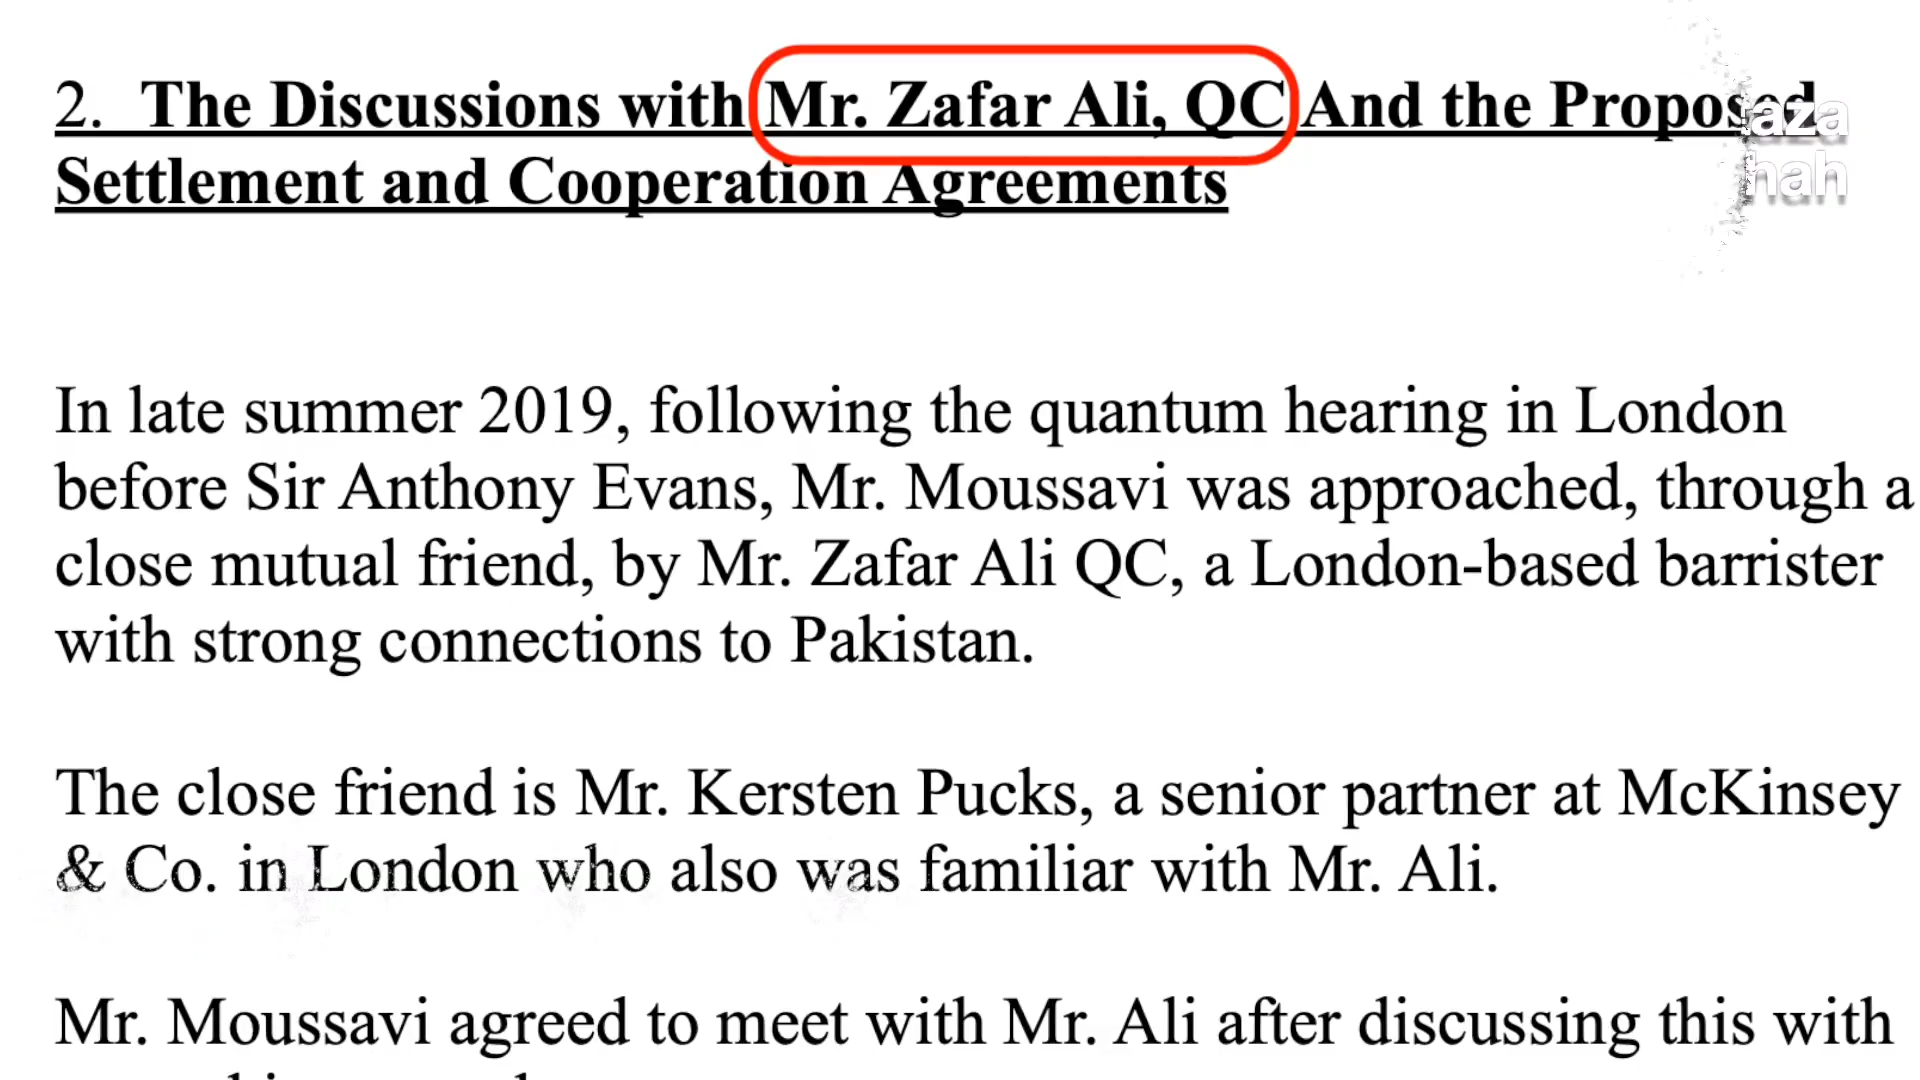 2. The Discussions with Mr. Zafar Ali, QC And the Proposed
Settlement and Cooperation Agreements
aza
hah
In late summer 2019, following the quantum hearing in London
before Sir Anthony Evans, Mr. Moussavi was approached, through a
close mutual friend, by Mr. Zafar Ali QC, a London-based barrister
with strong connections to Pakistan.
The close friend is Mr. Kersten Pucks, a senior partner at McKinsey
& Co. in London who also was familiar with Mr. Ali.
Mr. Moussavi agreed to meet with Mr. Ali after discussing this with